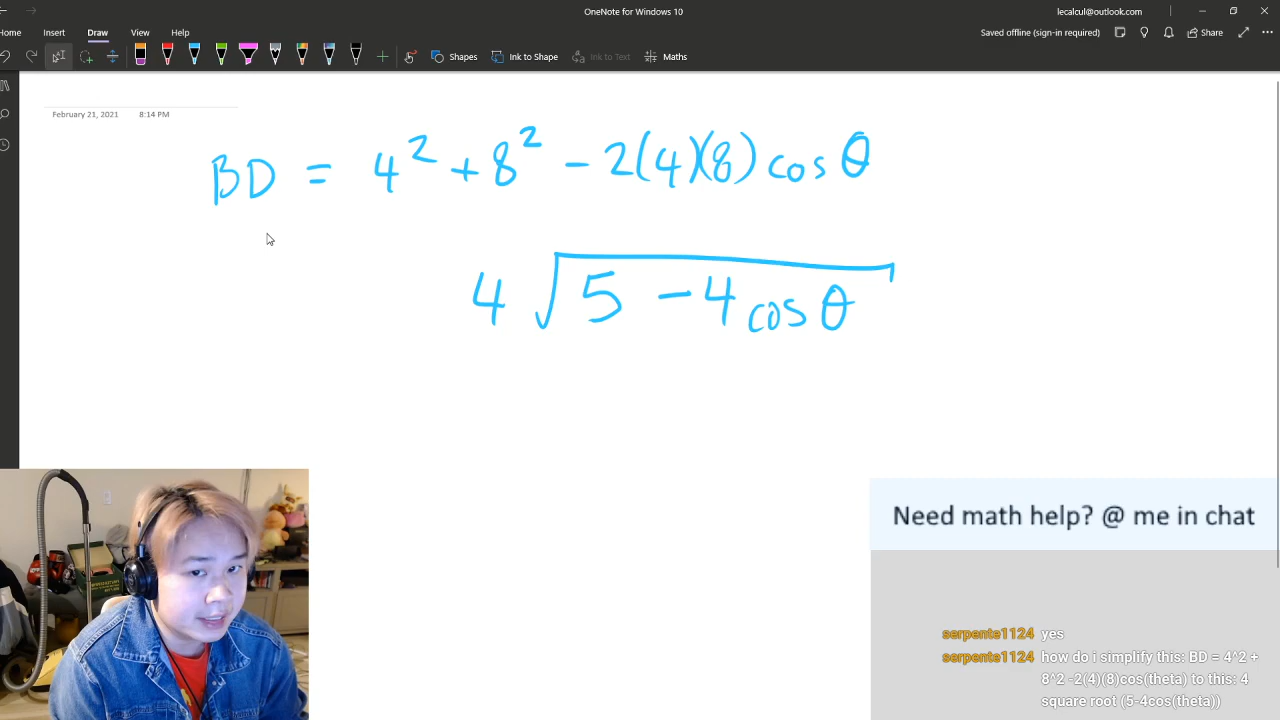 OneNote for Windows 10
lecalcul@outlook.com
Home Insert Draw View Help
Saved offline (sign-in required) Share
Shapes Ink to Shape Ink to Text Maths
February 21, 2021 8:14 PM
BD = 4² + 8² - 2(4)(8) cos θ
4 √5 - 4 cos θ
Need math help? @ me in chat
serpente1124 yes
serpente1124 how do i simplify this: BD = 4^2 +
8^2 -2(4)(8)cos(theta) to this: 4
square root (5-4cos(theta))